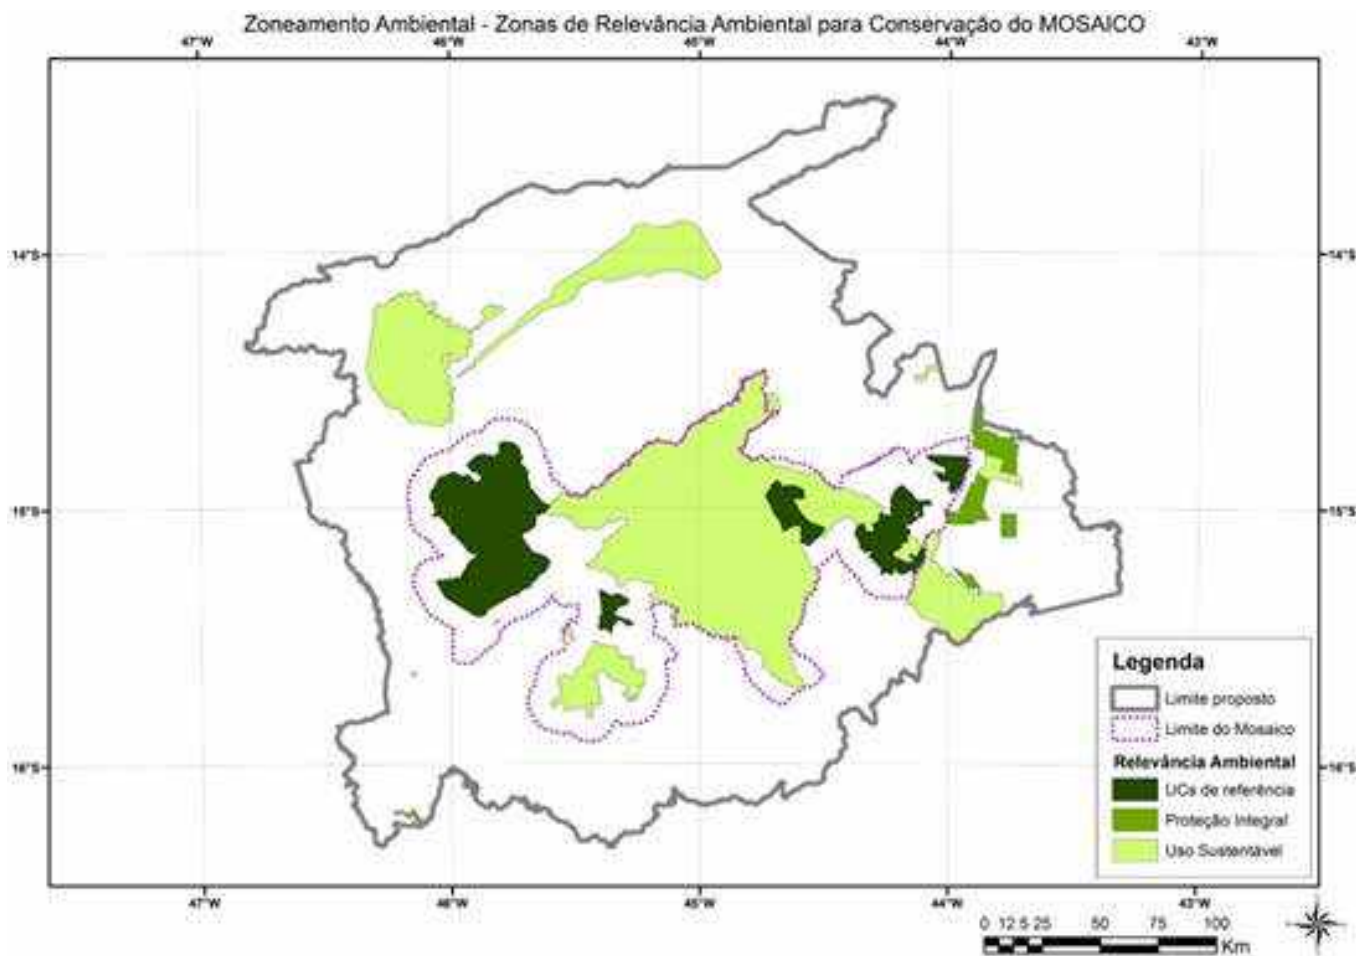 Zoneamento Ambiental - Zonas de Relevância Ambiental para Conservação do MOSAICO
47°W 46°W 45°W 44°W 43°W
14°S 14°S
15°S 15°S
Legenda
Limite proposto
Limite do Mosaico
Relevância Ambiental
16°S 16°S
UCs de referência
Proteção Integral
Uso Sustentável
47°W 46°W 45°W 44°W 43°W
0 12.5 25 50 75 100
Km